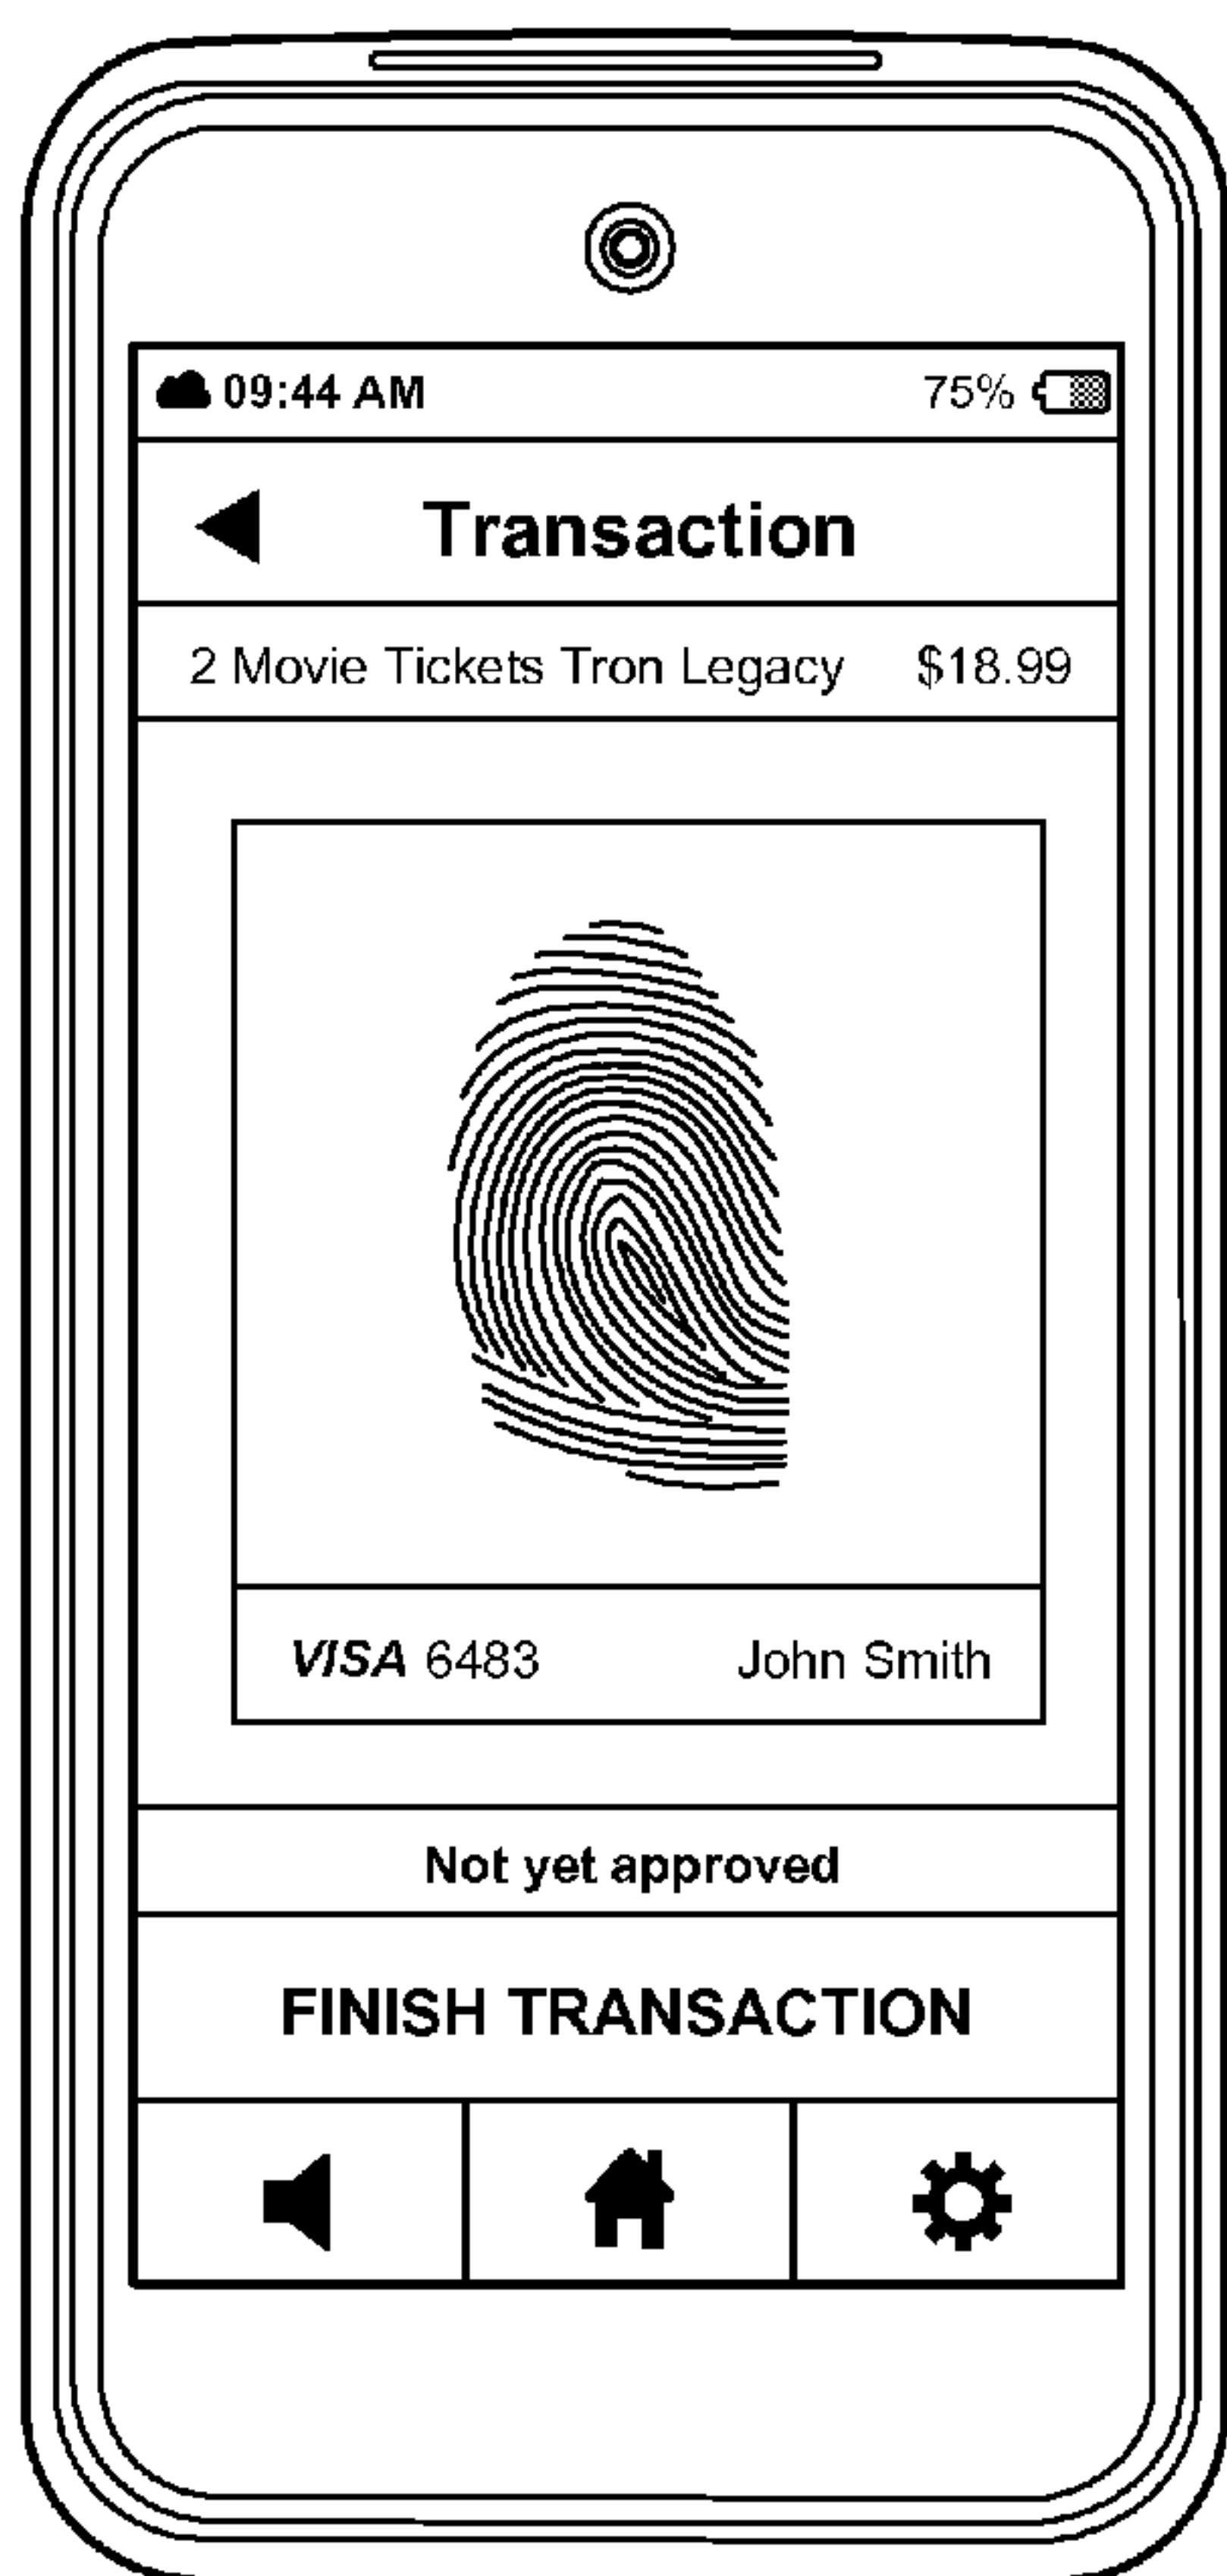 09:44 AM 75%
Transaction
2 Movie Tickets Tron Legacy $18.99
VISA 6483 John Smith
Not yet approved
FINISH TRANSACTION